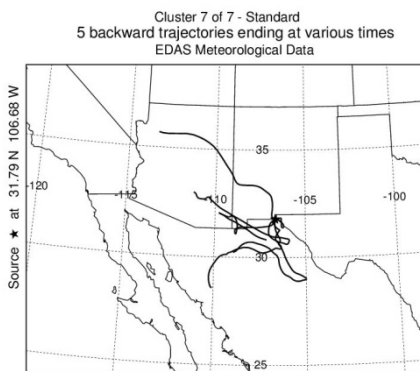 Cluster 7 of 7 - Standard
5 backward trajectories ending at various times
EDAS Meteorological Data
Source ★ at 31.79 N 106.68 W
35
-120
-115
-110
-105
-100
30
25